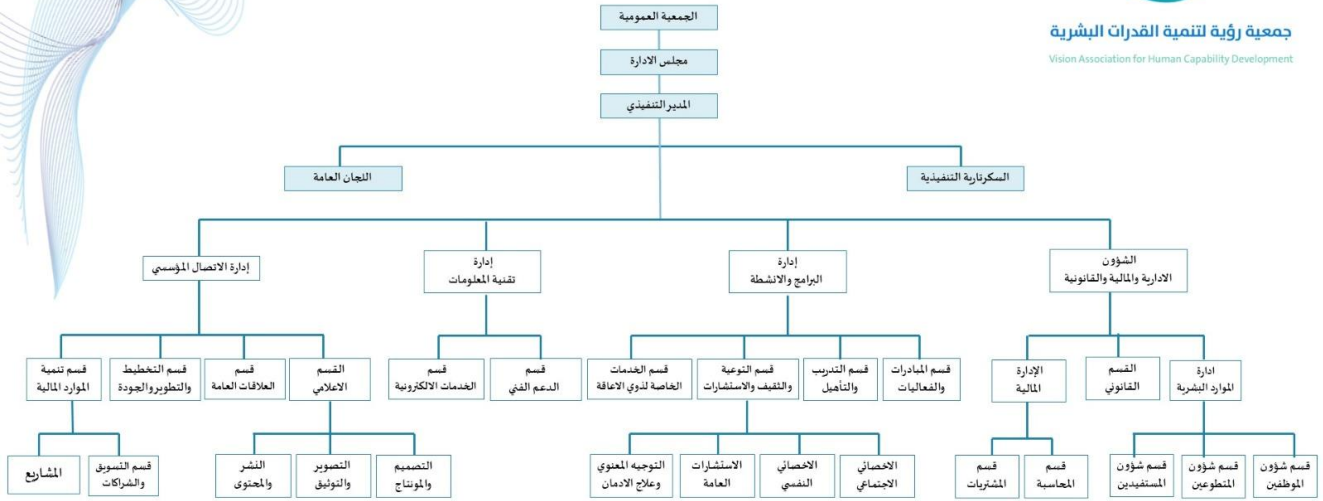 جمعية رؤية لتنمية القدرات البشرية
Vision Association for Human Capability Development
الجمعية العمومية
مجلس الادارة
المدير التنفيذي
السكرتارية التنفيذية
اللجان العامة
الشؤون
الادارية والمالية والقانونية
إدارة
البرامج والانشطة
إدارة
تقنية المعلومات
إدارة الاتصال المؤسسي
ادارة
الموارد البشرية
القسم
القانوني
الإدارة
المالية
قسم المبادرات
والفعاليات
قسم التدريب
والتأهيل
قسم التوعية
والثقيف والاستشارات
قسم الخدمات
الخاصة لذوي الاعاقة
قسم
الدعم الفني
قسم
الخدمات الالكترونية
القسم
الاعلامي
قسم
العلاقات العامة
قسم التخطيط
والتطوير والجودة
قسم تنمية
الموارد المالية
قسم شؤون
الموظفين
قسم شؤون
المتطوعين
قسم شؤون
المستفيدين
قسم
المحاسبة
قسم
المشتريات
الاخصائي
الاجتماعي
الاخصائي
النفسي
الاستشارات
العامة
التوجيه المعنوي
وعلاج الادمان
التصميم
والمونتاج
التصوير
والتوثيق
النشر
والمحتوى
قسم التسويق
والشراكات
المشاريع